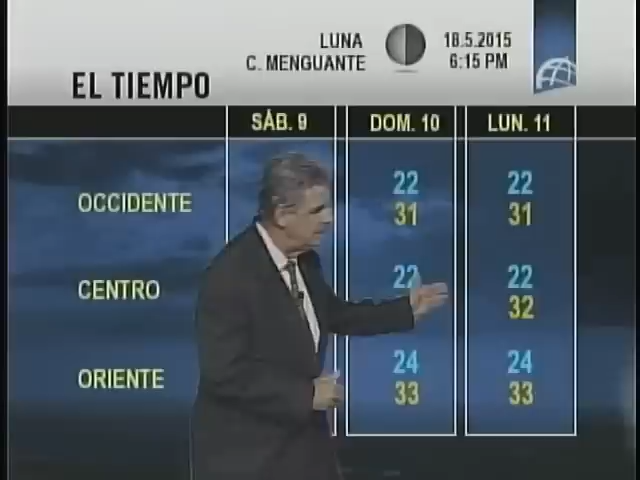 LUNA
C. MENGUANTE
18.5.2015
6:15 PM
EL TIEMPO
SÁB. 9
DOM. 10
LUN. 11
OCCIDENTE
22
31
22
31
CENTRO
22
22
32
ORIENTE
24
33
24
33